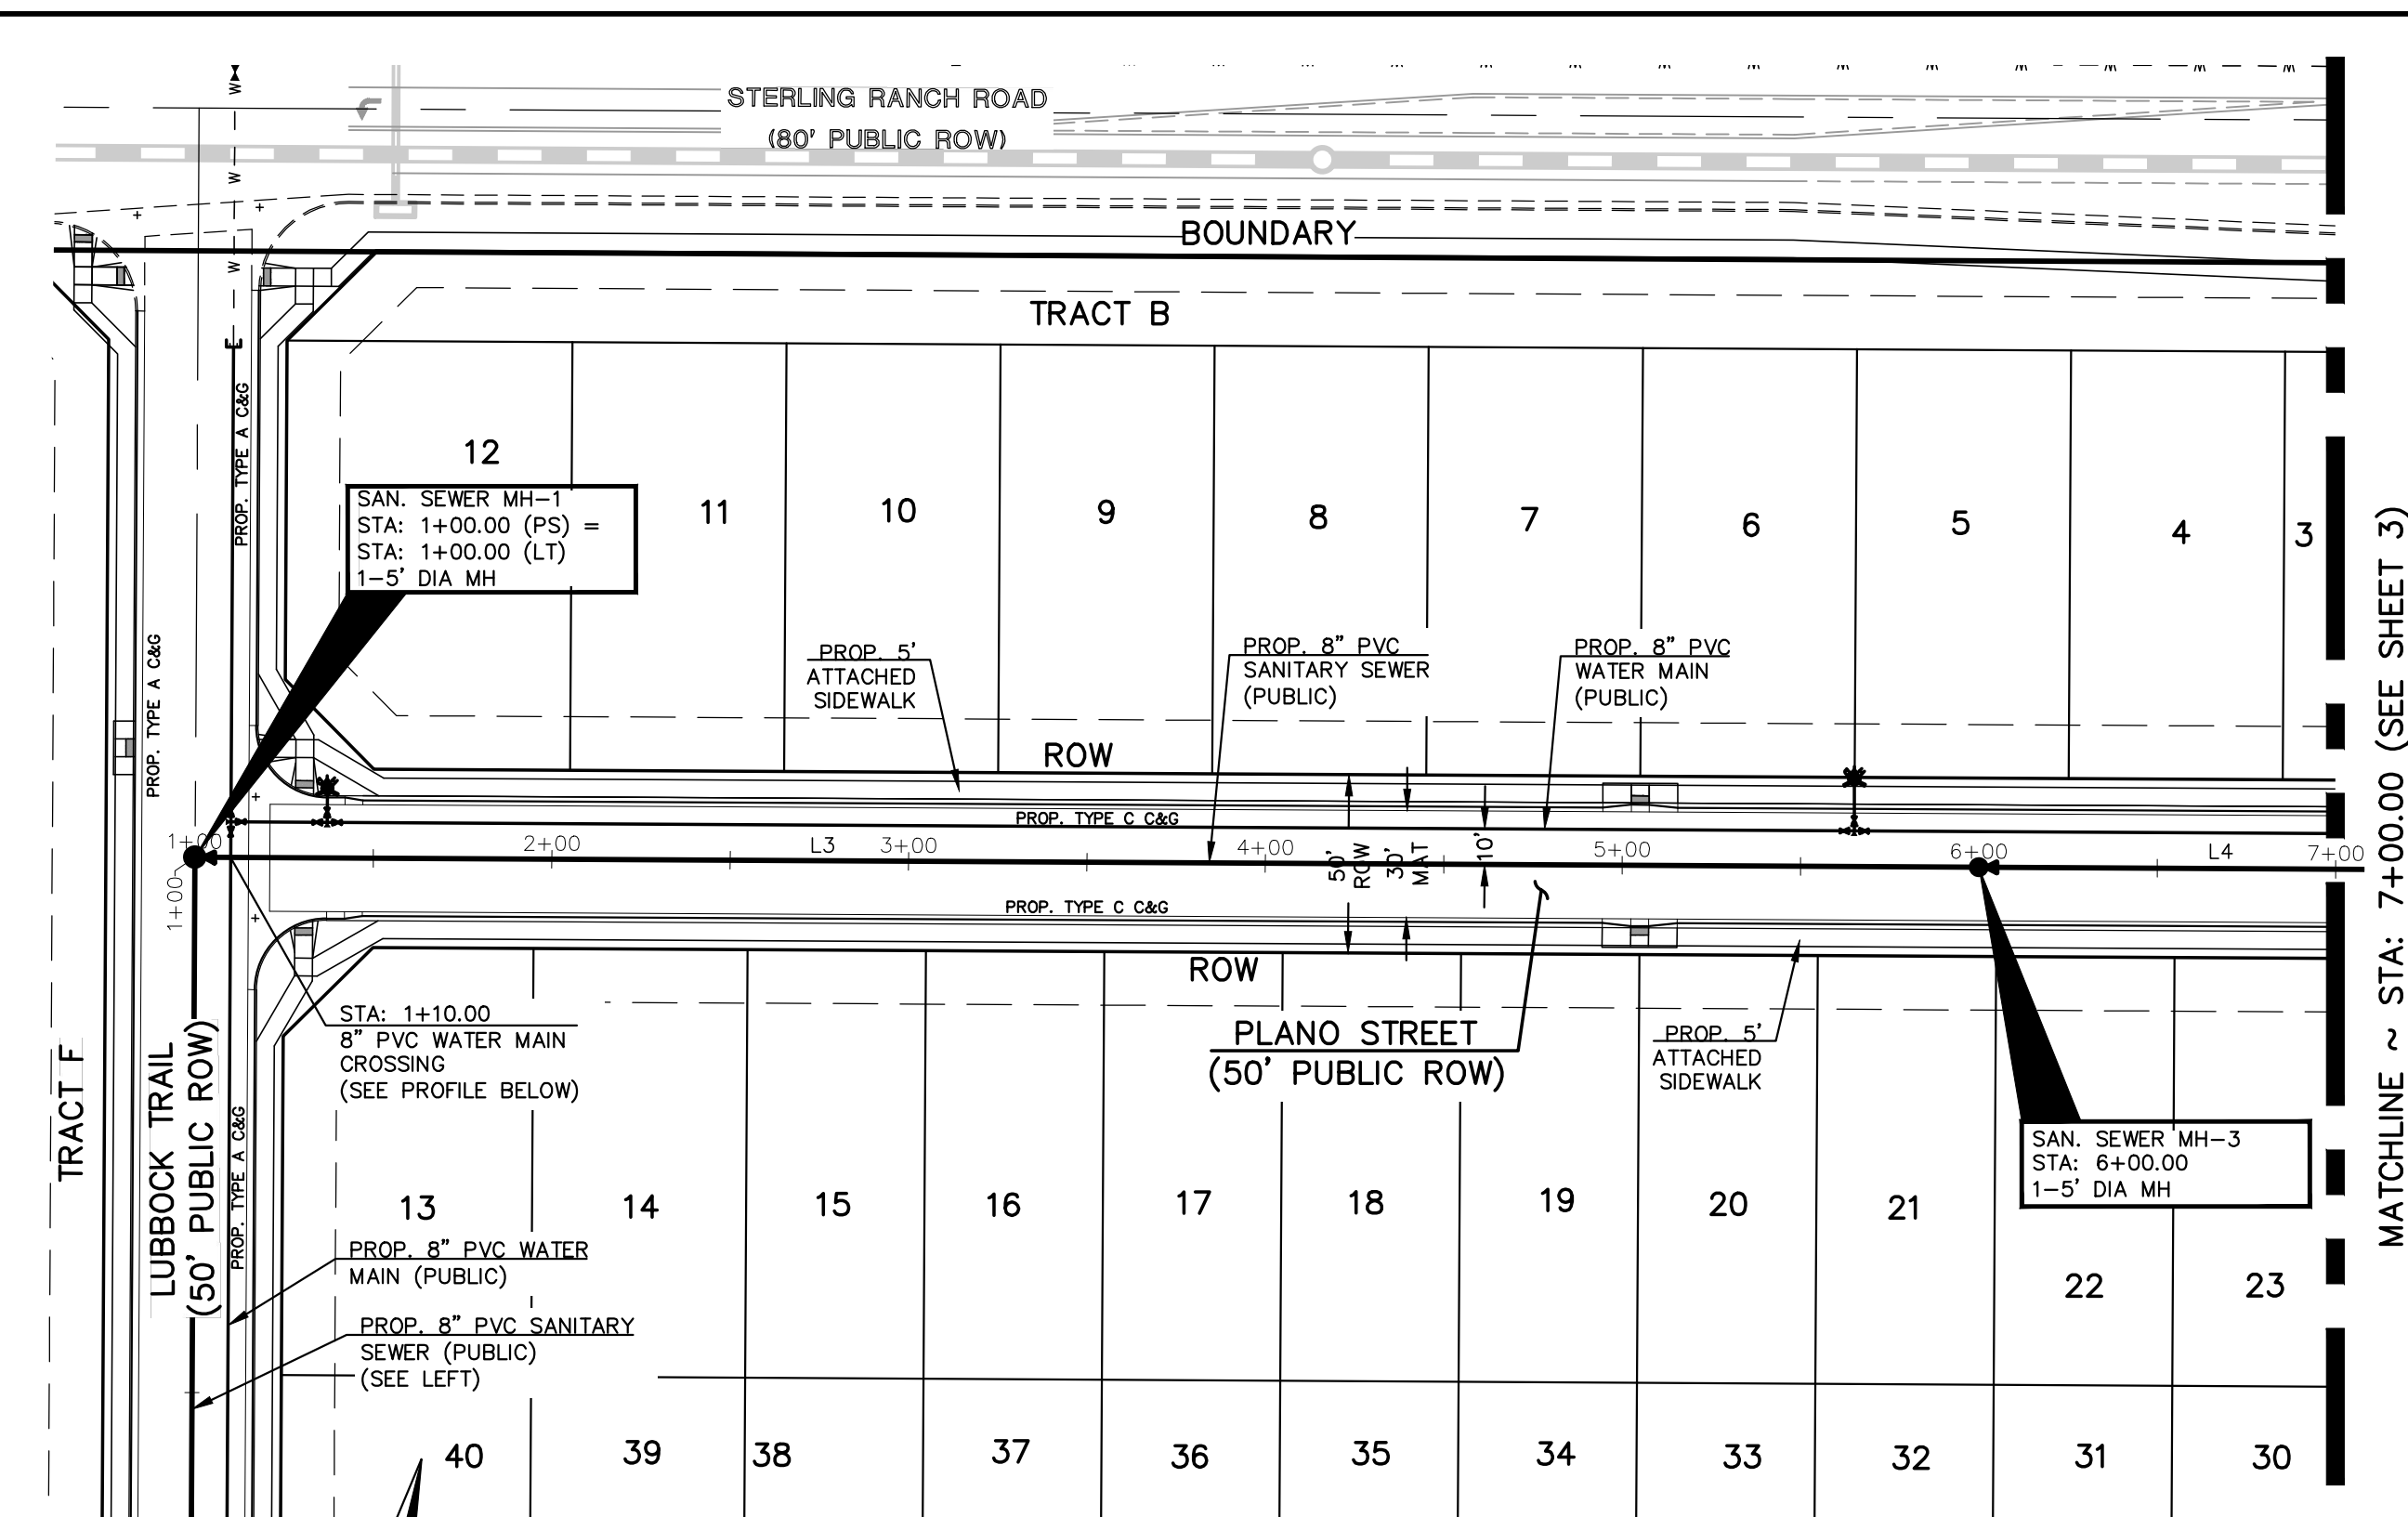 STERLING RANCH ROAD
(80' PUBLIC ROW)
W
W
W
BOUNDARY
TRACT B
PROP. TYPE A C&G
12
11
10
9
8
7
6
5
4
3
SAN. SEWER MH-1
STA: 1+00.00 (PS) =
STA: 1+00.00 (LT)
1-5' DIA MH
PROP. TYPE A C&G
PROP. 5'
ATTACHED
SIDEWALK
PROP. 8" PVC
SANITARY SEWER
(PUBLIC)
PROP. 8" PVC
WATER MAIN
(PUBLIC)
ROW
PROP. TYPE C C&G
1+00
2+00
L3
3+00
4+00
5+00
6+00
L4
7+00
1+00
50'
ROW
30'
MAT
10'
PROP. TYPE C C&G
ROW
STA: 1+10.00
8" PVC WATER MAIN
CROSSING
(SEE PROFILE BELOW)
PLANO STREET
(50' PUBLIC ROW)
PROP. 5'
ATTACHED
SIDEWALK
TRACT F
LUBBOCK TRAIL
(50' PUBLIC ROW)
PROP. TYPE A C&G
SAN. SEWER MH-3
STA: 6+00.00
1-5' DIA MH
13
14
15
16
17
18
19
20
21
22
23
PROP. 8" PVC WATER
MAIN (PUBLIC)
PROP. 8" PVC SANITARY
SEWER (PUBLIC)
(SEE LEFT)
40
39
38
37
36
35
34
33
32
31
30
MATCHLINE ~ STA: 7+00.00 (SEE SHEET 3)